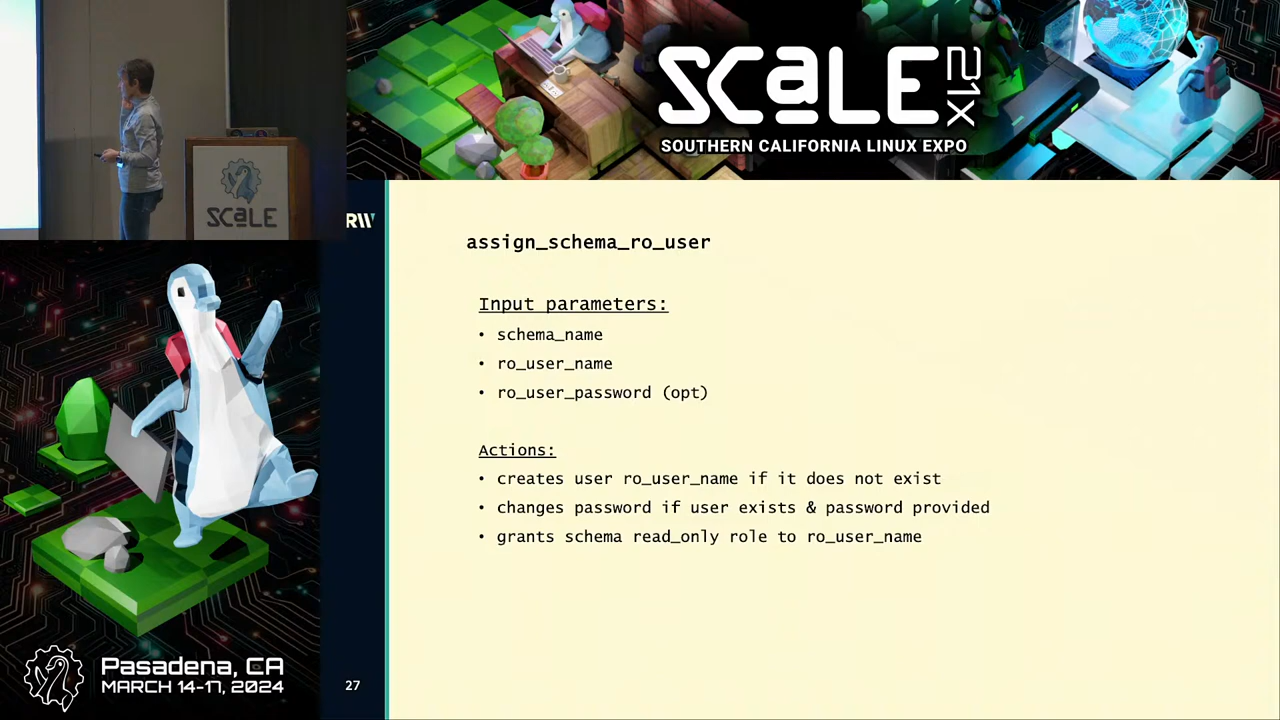 SCaLE 21X
SOUTHERN CALIFORNIA LINUX EXPO
SCaLE
RW
assign_schema_ro_user
Input parameters:
• schema_name
• ro_user_name
• ro_user_password (opt)
Actions:
• creates user ro_user_name if it does not exist
• changes password if user exists & password provided
• grants schema read_only role to ro_user_name
Pasadena, CA
MARCH 14-17, 2024
27